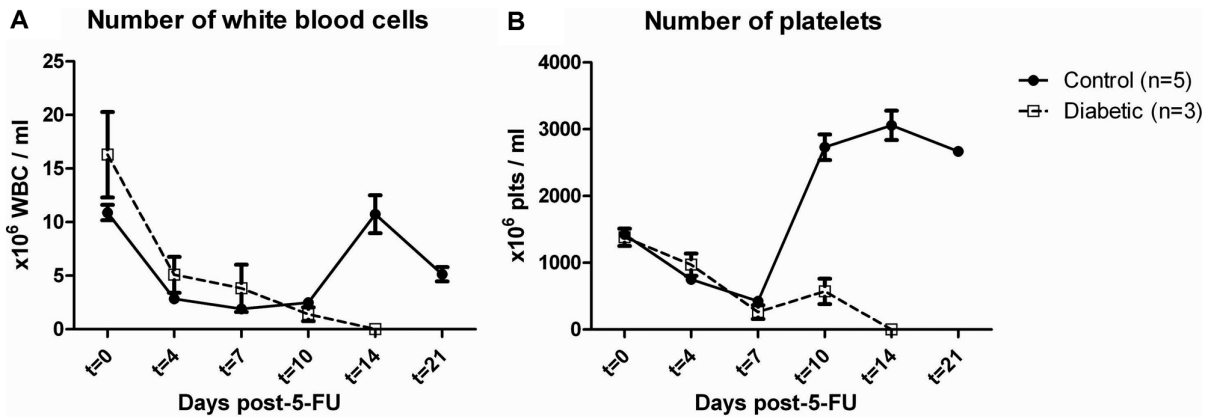 A
Number of white blood cells
x10⁶ WBC / ml
25
20
15
10
5
0
t=0
t=4
t=7
t=10
t=14
t=21
Days post-5-FU
B
Number of platelets
x10⁶ plts / ml
4000
3000
2000
1000
0
t=0
t=4
t=7
t=10
t=14
t=21
Days post-5-FU
Control (n=5)
Diabetic (n=3)